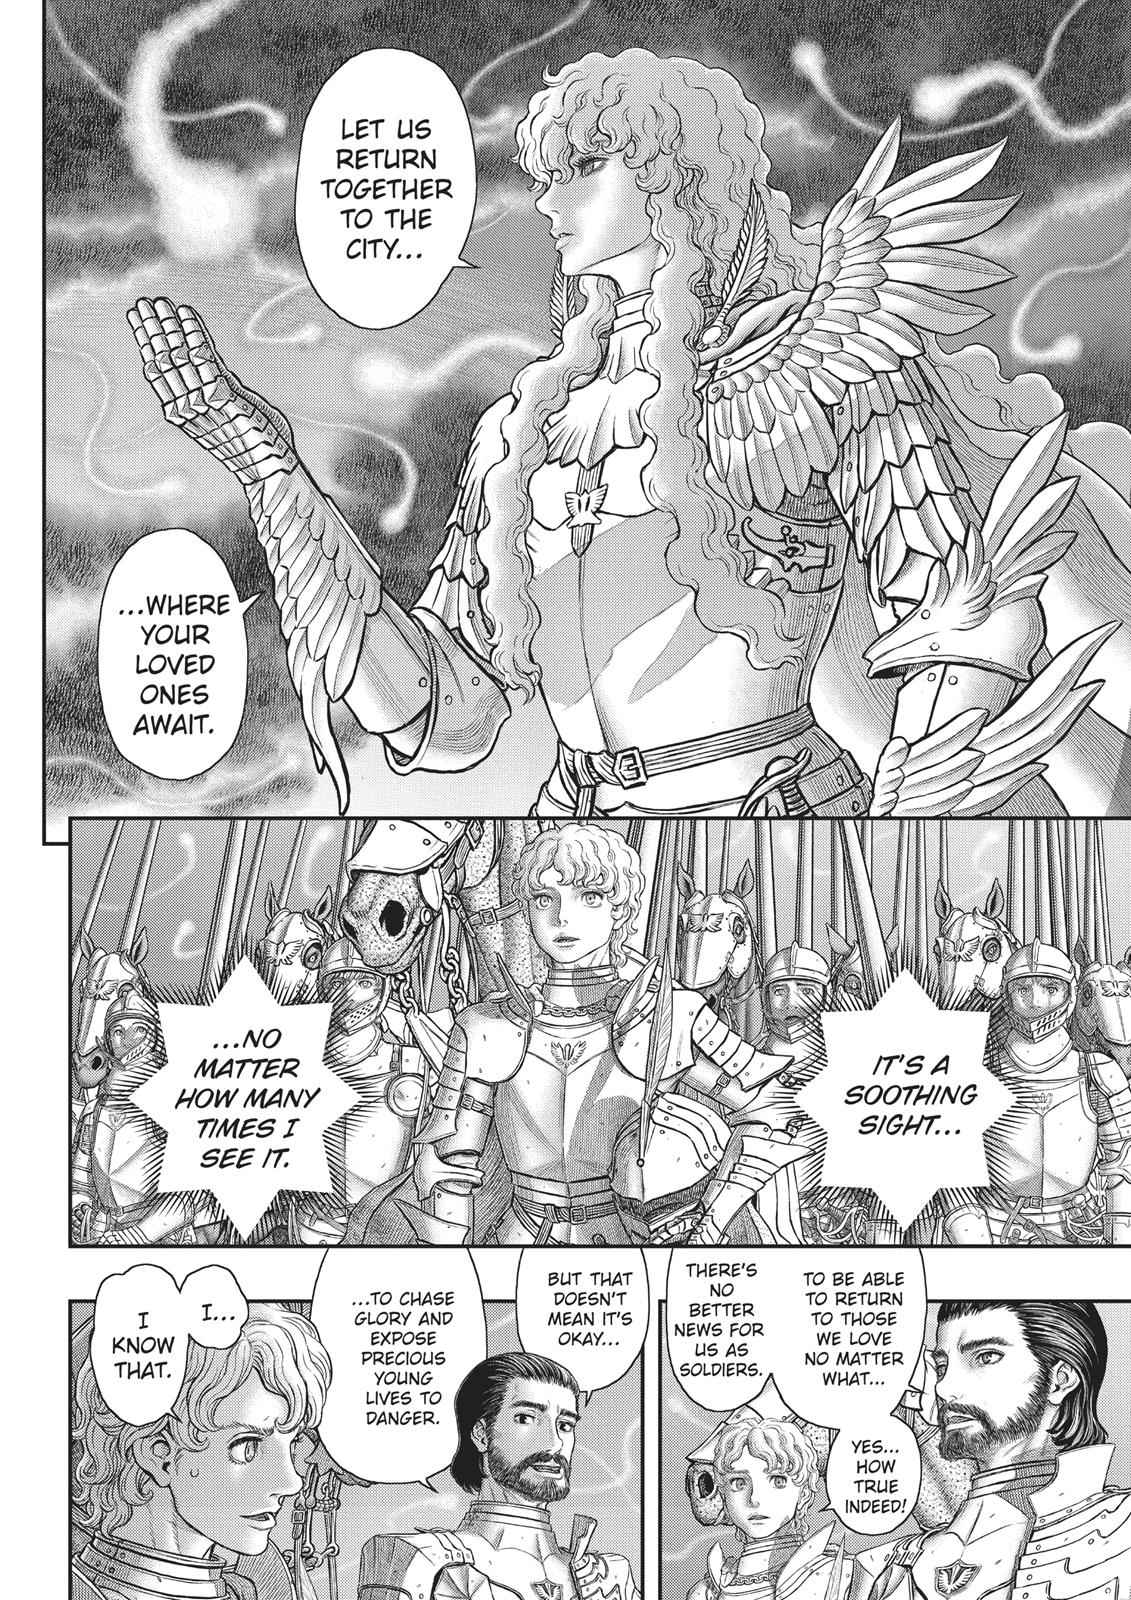 LET US
RETURN
TOGETHER
TO THE
CITY...
...WHERE
YOUR
LOVED
ONES
AWAIT.
IT'S A
SOOTHING
SIGHT...
...NO
MATTER
HOW MANY
TIMES I
SEE IT.
TO BE ABLE
TO RETURN
TO THOSE
WE LOVE
NO MATTER
WHAT...
THERE'S
NO
BETTER
NEWS FOR
US AS
SOLDIERS.
YES...
HOW
TRUE
INDEED!
BUT THAT
DOESN'T
MEAN IT'S
OKAY...
...TO CHASE
GLORY AND
EXPOSE
PRECIOUS
YOUNG
LIVES TO
DANGER.
I...
I
KNOW
THAT.